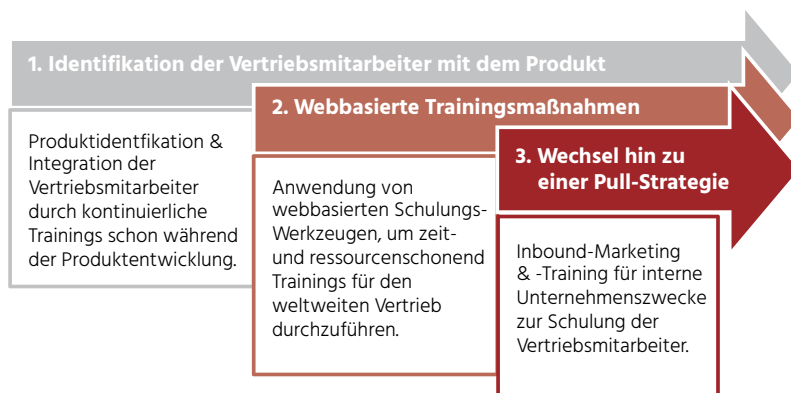 1. Identifikation der Vertriebsmitarbeiter mit dem Produkt
Produktidentfikation &
Integration der
Vertriebsmitarbeiter
durch kontinuierliche
Trainings schon während
der Produktentwicklung.
2. Webbasierte Trainingsmaßnahmen
Anwendung von
webbasierten Schulungs-
Werkzeugen, um zeit-
und ressourcenschonend
Trainings für den
weltweiten Vertrieb
durchzuführen.
3. Wechsel hin zu
einer Pull-Strategie
Inbound-Marketing
& -Training für interne
Unternehmenszwecke
zur Schulung der
Vertriebsmitarbeiter.